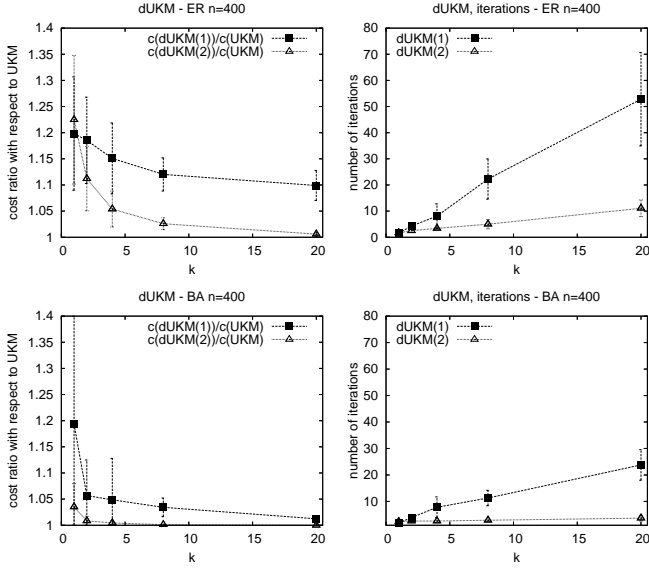 dUKM - ER n=400
cost ratio with respect to UKM
1.4
1.35
1.3
1.25
1.2
1.15
1.1
1.05
1
c(dUKM(1))/c(UKM)
c(dUKM(2))/c(UKM)
0 5 10 15 20
k
dUKM, iterations - ER n=400
number of iterations
80
70
60
50
40
30
20
10
0
dUKM(1)
dUKM(2)
0 5 10 15 20
k
dUKM - BA n=400
cost ratio with respect to UKM
1.4
1.35
1.3
1.25
1.2
1.15
1.1
1.05
1
c(dUKM(1))/c(UKM)
c(dUKM(2))/c(UKM)
0 5 10 15 20
k
dUKM, iterations - BA n=400
number of iterations
80
70
60
50
40
30
20
10
dUKM(1)
dUKM(2)
0 5 10 15 20
k